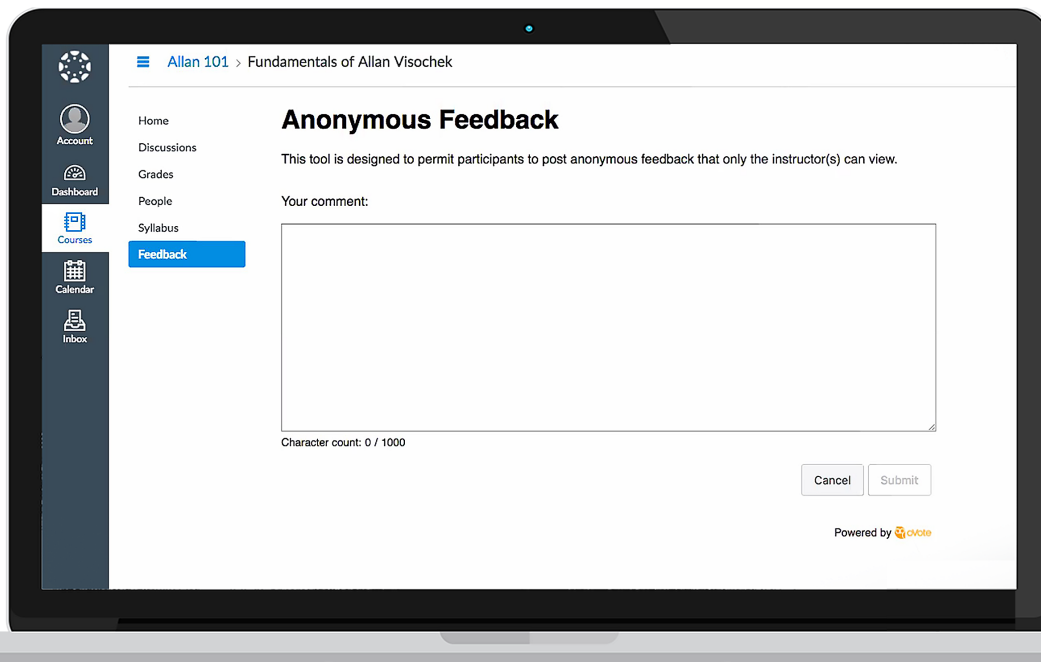 Allan 101 > Fundamentals of Allan Visochek
Account
Dashboard
Courses
Calendar
Inbox
Home
Discussions
Grades
People
Syllabus
Feedback
Anonymous Feedback
This tool is designed to permit participants to post anonymous feedback that only the instructor(s) can view.
Your comment:
Character count: 0 / 1000
Cancel
Submit
Powered by ovote